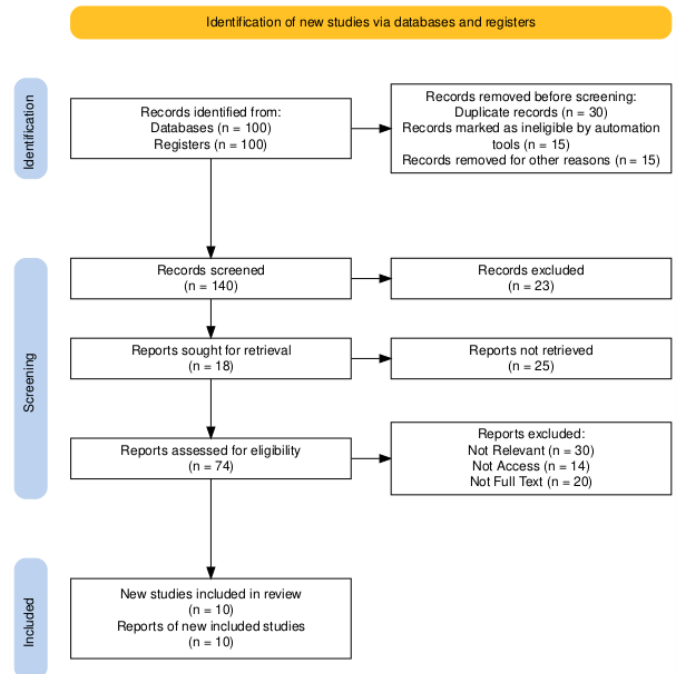 Identification of new studies via databases and registers
Identification
Records identified from:
Databases (n = 100)
Registers (n = 100)
Records removed before screening:
Duplicate records (n = 30)
Records marked as ineligible by automation
tools (n = 15)
Records removed for other reasons (n = 15)
Screening
Records screened
(n = 140)
Records excluded
(n = 23)
Reports sought for retrieval
(n = 18)
Reports not retrieved
(n = 25)
Reports assessed for eligibility
(n = 74)
Reports excluded:
Not Relevant (n = 30)
Not Access (n = 14)
Not Full Text (n = 20)
Included
New studies included in review
(n = 10)
Reports of new included studies
(n = 10)